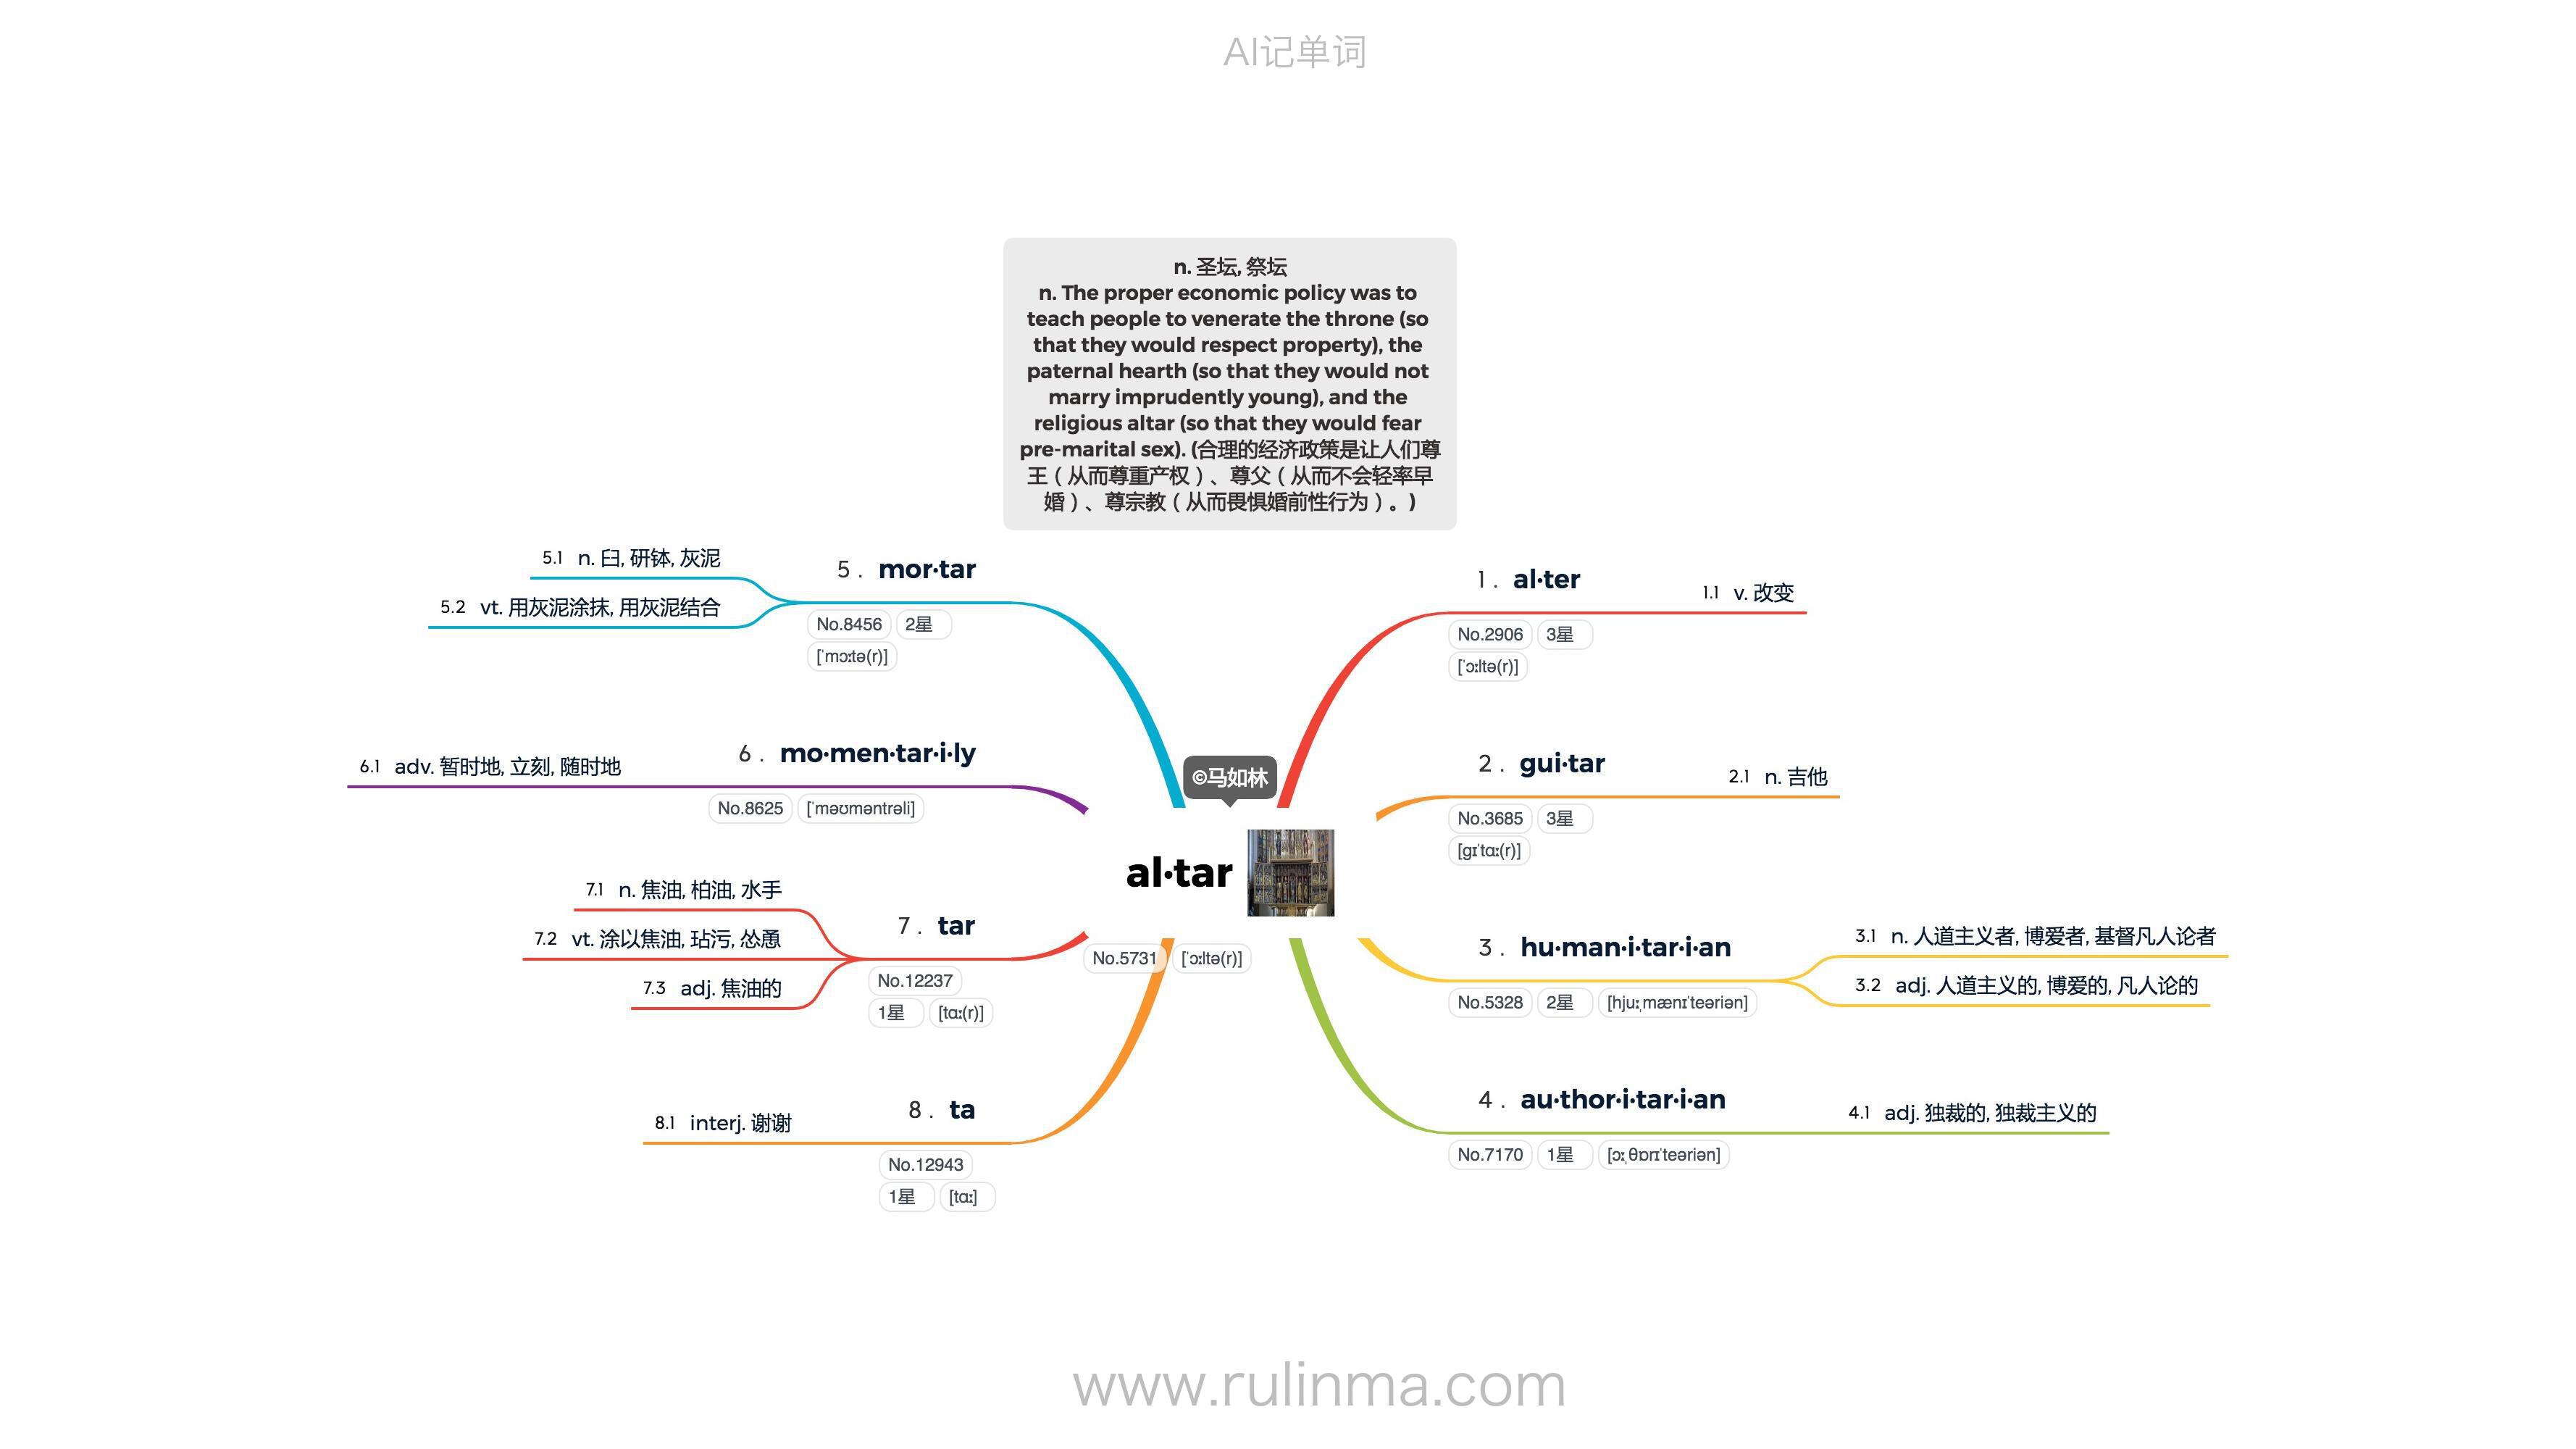 AI记单词
n. 圣坛, 祭坛
n. The proper economic policy was to
teach people to venerate the throne (so
that they would respect property), the
paternal hearth (so that they would not
marry imprudently young), and the
religious altar (so that they would fear
pre-marital sex). (合理的经济政策是让人们尊
王（从而尊重产权）、尊父（从而不会轻率早
婚）、尊宗教（从而畏惧婚前性行为）。)
©马如林
al·tar
No.5731 [ˈɔːltə(r)]
1 . al·ter
No.2906 3星
[ˈɔːltə(r)]
1.1 v. 改变
2 . gui·tar
No.3685 3星
[ɡɪˈtɑː(r)]
2.1 n. 吉他
3 . hu·man·i·tar·i·an
No.5328 2星 [hjuːˌmænɪˈteəriən]
3.1 n. 人道主义者, 博爱者, 基督凡人论者
3.2 adj. 人道主义的, 博爱的, 凡人论的
4 . au·thor·i·tar·i·an
No.7170 1星 [ɔːˌθɒrɪˈteəriən]
4.1 adj. 独裁的, 独裁主义的
5 . mor·tar
No.8456 2星
[ˈmɔːtə(r)]
5.1 n. 臼, 研钵, 灰泥
5.2 vt. 用灰泥涂抹, 用灰泥结合
6 . mo·men·tar·i·ly
No.8625 [ˈməʊməntrəli]
6.1 adv. 暂时地, 立刻, 随时地
7 . tar
No.12237
1星 [tɑː(r)]
7.1 n. 焦油, 柏油, 水手
7.2 vt. 涂以焦油, 玷污, 怂恿
7.3 adj. 焦油的
8 . ta
No.12943
1星 [tɑː]
8.1 interj. 谢谢
www.rulinma.com